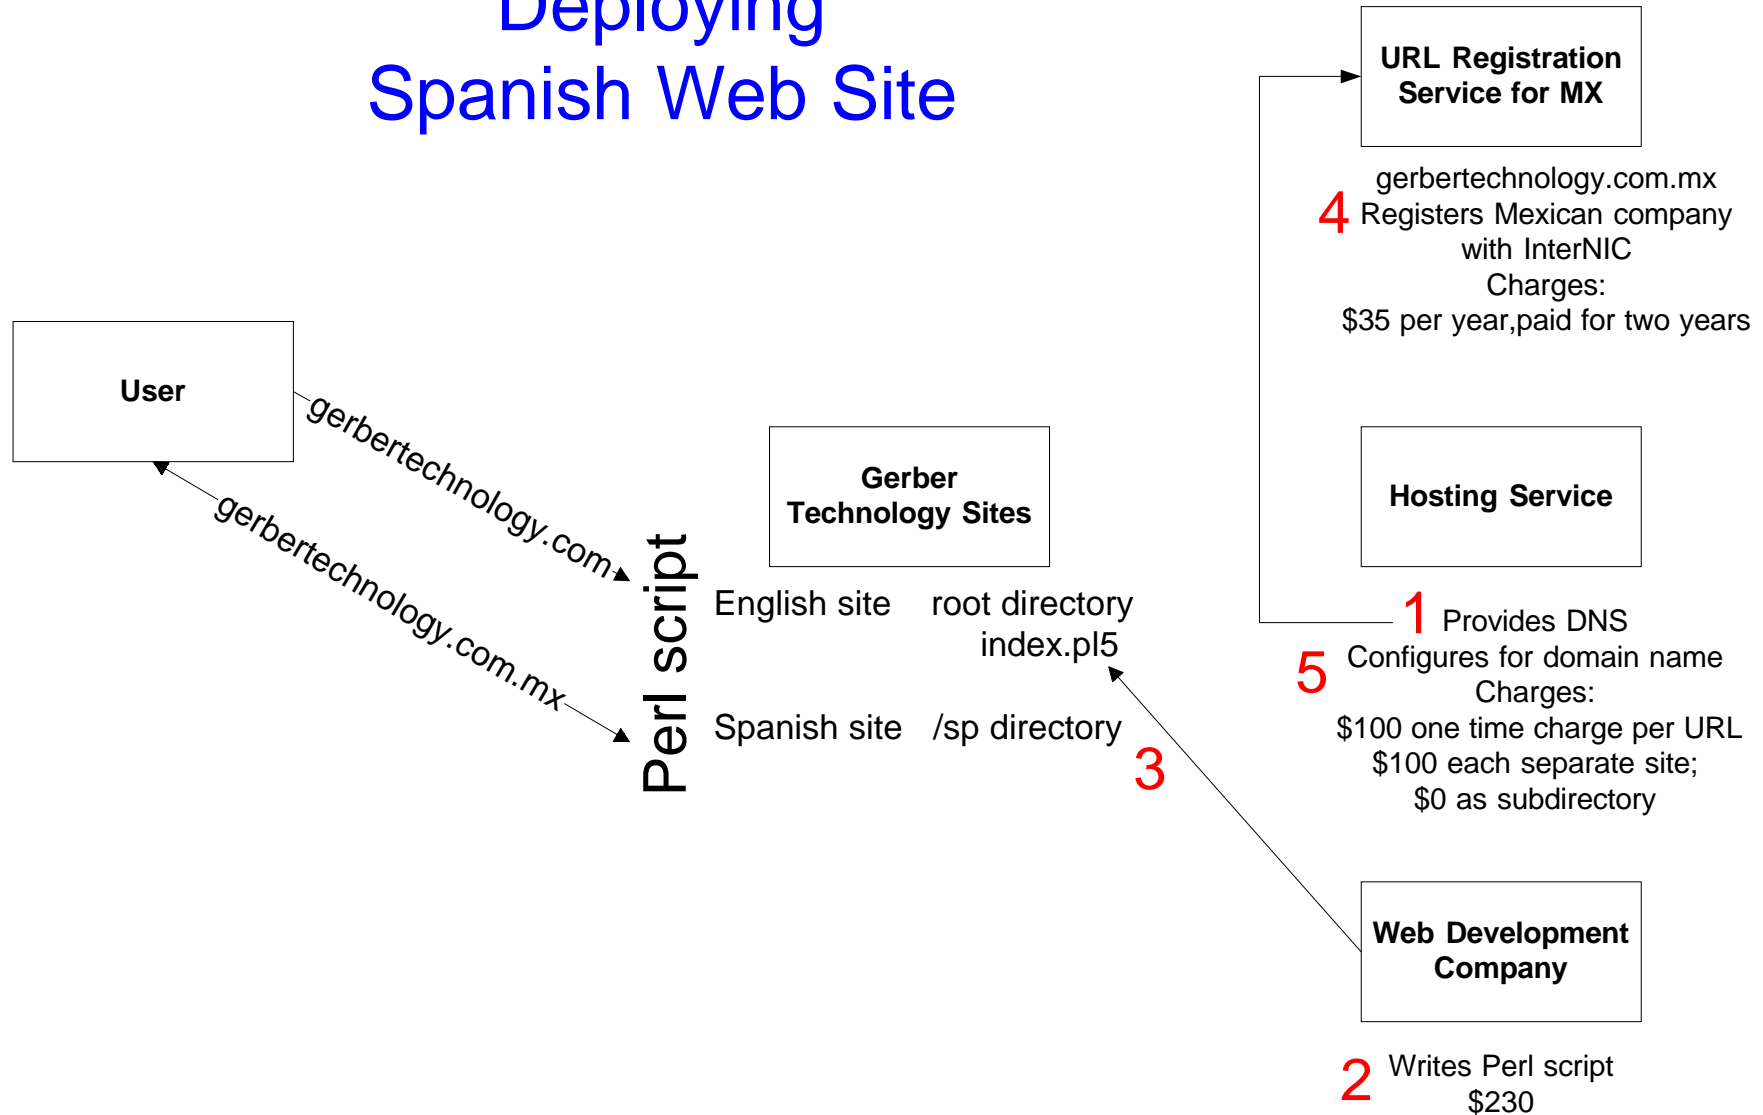 Deploying
Spanish Web Site
URL Registration
Service for MX
4
gerbertechnology.com.mx
Registers Mexican company
with InterNIC
Charges:
$35 per year,paid for two years
User
gerbertechnology.com
gerbertechnology.com.mx
Perl script
Gerber
Technology Sites
English site root directory
index.pl5
Spanish site /sp directory
3
Hosting Service
1 Provides DNS
5 Configures for domain name
Charges:
$100 one time charge per URL
$100 each separate site;
$0 as subdirectory
Web Development
Company
2 Writes Perl script
$230